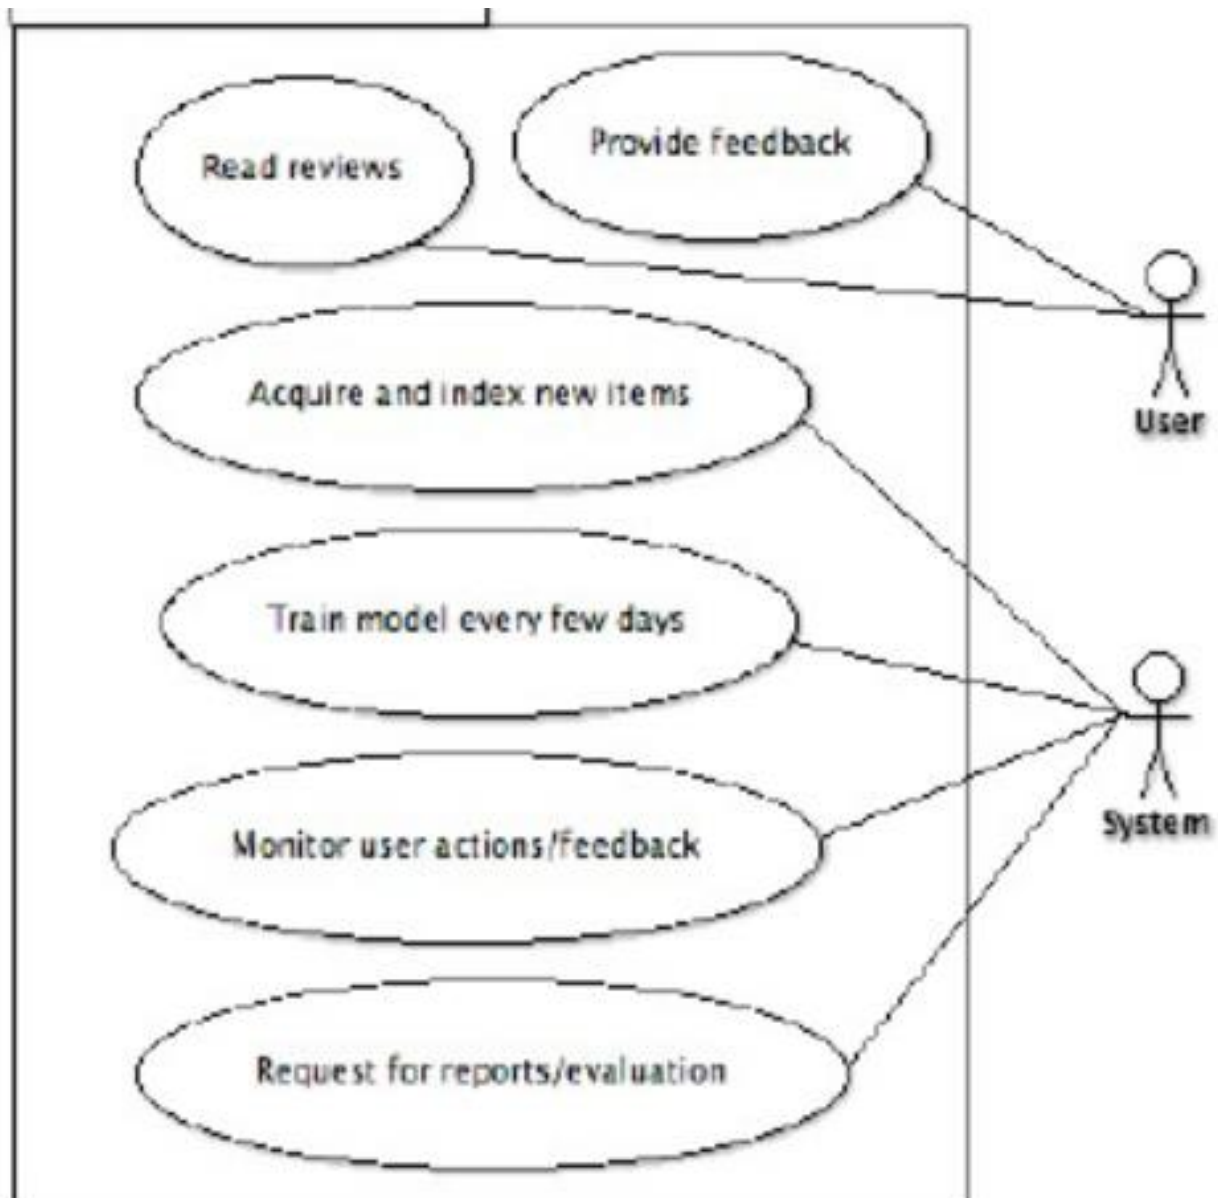 Read reviews
Provide feedback
Acquire and index new items
User
Train model every few days
System
Monitor user actions/feedback
Request for reports/evaluation